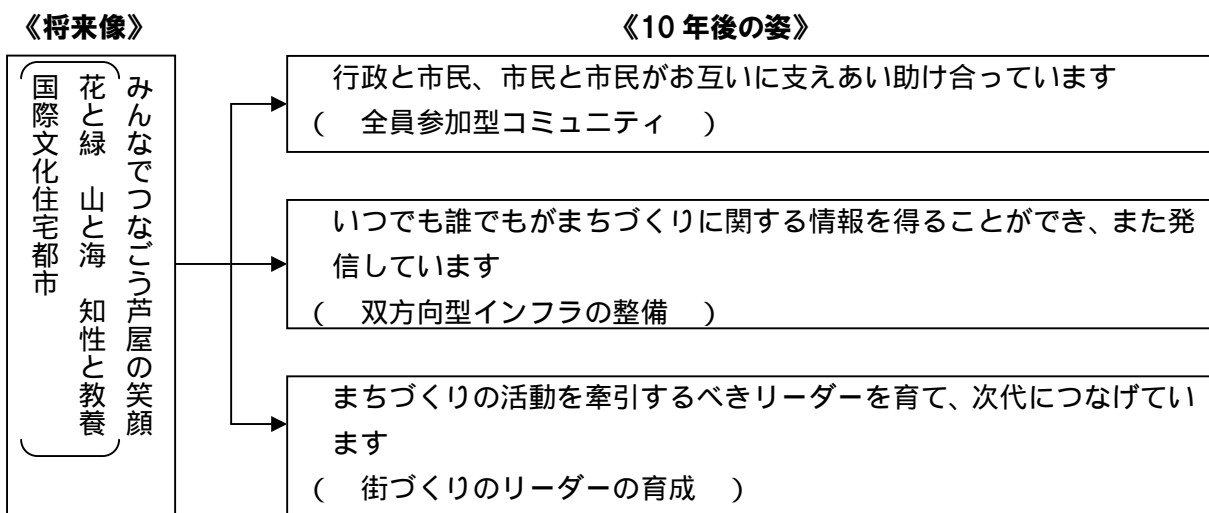 《将来像》
《10 年後の姿》
みんなでつなごう芦屋の笑顔
花と緑　山と海　知性と教養
国際文化住宅都市
行政と市民、市民と市民がお互いに支えあい助け合っています
(　全員参加型コミュニティ　)
いつでも誰でもがまちづくりに関する情報を得ることができ、また発
信しています
(　双方向型インフラの整備　)
まちづくりの活動を牽引するべきリーダーを育て、次代につなげてい
ます
(　街づくりのリーダーの育成　)